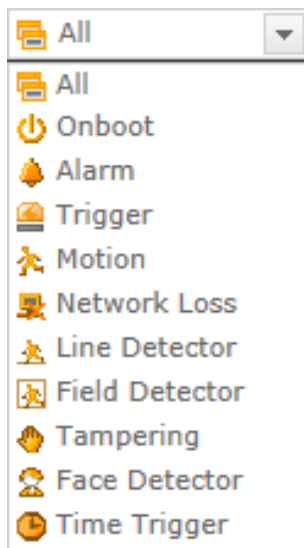 All
All
Onboot
Alarm
Trigger
Motion
Network Loss
Line Detector
Field Detector
Tampering
Face Detector
Time Trigger